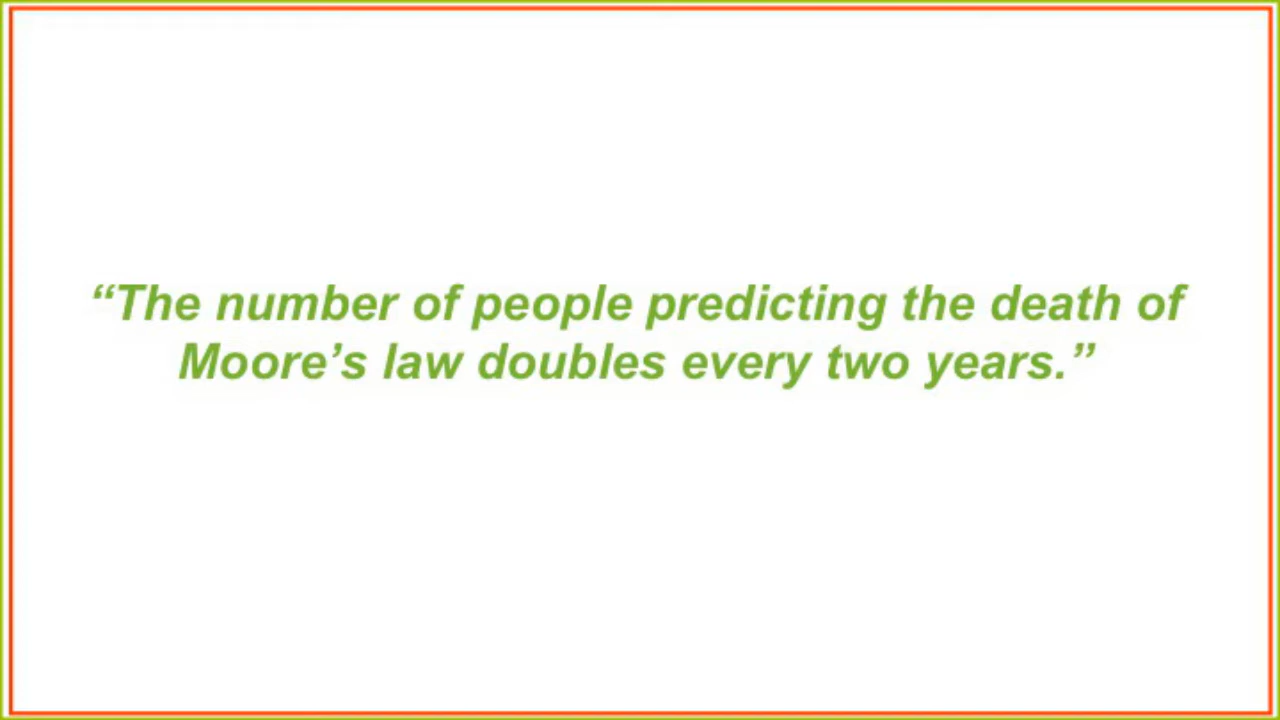 “The number of people predicting the death of
Moore’s law doubles every two years.”